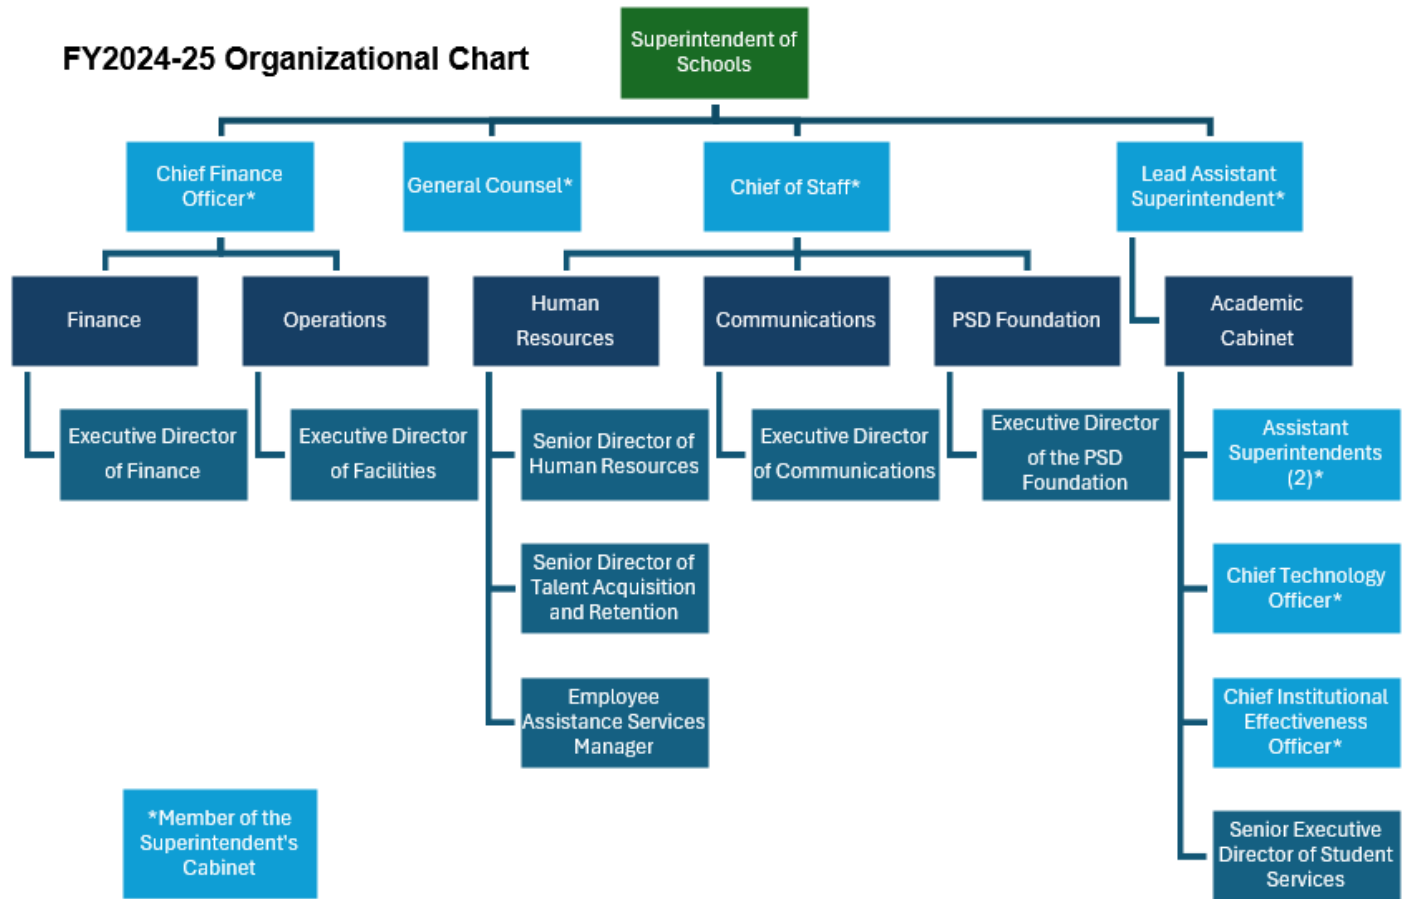 FY2024-25 Organizational Chart
Superintendent of
Schools
Chief Finance
Officer*
General Counsel*
Chief of Staff*
Lead Assistant
Superintendent*
Finance
Operations
Human
Resources
Communications
PSD Foundation
Academic
Cabinet
Executive Director
of Finance
Executive Director
of Facilities
Senior Director of
Human Resources
Executive Director
of Communications
Executive Director
of the PSD
Foundation
Assistant
Superintendents
(2)*
Senior Director of
Talent Acquisition
and Retention
Chief Technology
Officer*
Employee
Assistance Services
Manager
Chief Institutional
Effectiveness
Officer*
*Member of the
Superintendent's
Cabinet
Senior Executive
Director of Student
Services